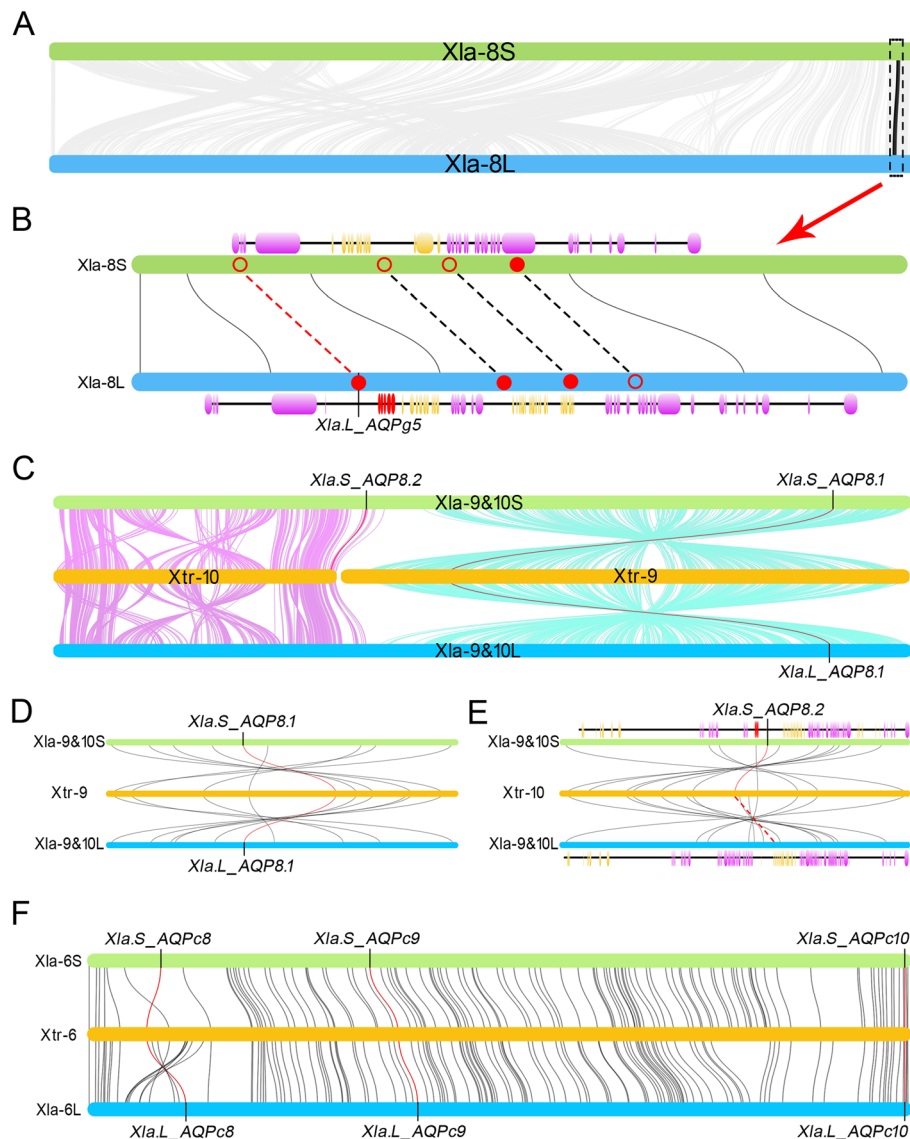 A
Xla-8S
Xla-8L
B
Xla-8S
Xla-8L
Xla.L_AQPg5
C
Xla.S_AQP8.2
Xla.S_AQP8.1
Xla-9&10S
Xtr-10
Xtr-9
Xla-9&10L
Xla.L_AQP8.1
D
Xla.S_AQP8.1
Xla-9&10S
Xtr-9
Xla-9&10L
Xla.L_AQP8.1
E
Xla.S_AQP8.2
Xla-9&10S
Xtr-10
Xla-9&10L
F
Xla.S_AQPc8
Xla.S_AQPc9
Xla.S_AQPc10
Xla-6S
Xtr-6
Xla-6L
Xla.L_AQPc8
Xla.L_AQPc9
Xla.L_AQPc10